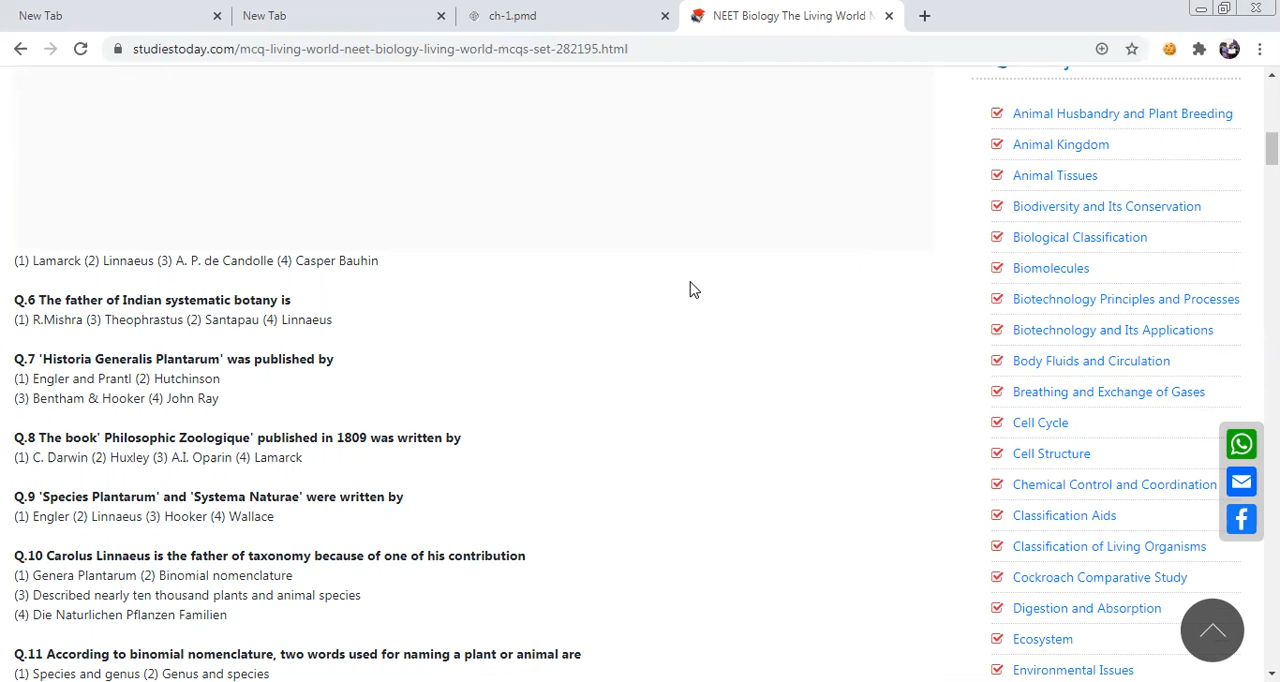 New Tab
New Tab
ch-1.pmd
NEET Biology The Living World M
studiestoday.com/mcq-living-world-neet-biology-living-world-mcqs-set-282195.html
(1) Lamarck (2) Linnaeus (3) A. P. de Candolle (4) Casper Bauhin
Q.6 The father of Indian systematic botany is
(1) R.Mishra (3) Theophrastus (2) Santapau (4) Linnaeus
Q.7 'Historia Generalis Plantarum' was published by
(1) Engler and Prantl (2) Hutchinson
(3) Bentham & Hooker (4) John Ray
Q.8 The book' Philosophic Zoologique' published in 1809 was written by
(1) C. Darwin (2) Huxley (3) A.I. Oparin (4) Lamarck
Q.9 'Species Plantarum' and 'Systema Naturae' were written by
(1) Engler (2) Linnaeus (3) Hooker (4) Wallace
Q.10 Carolus Linnaeus is the father of taxonomy because of one of his contribution
(1) Genera Plantarum (2) Binomial nomenclature
(3) Described nearly ten thousand plants and animal species
(4) Die Naturlichen Pflanzen Familien
Q.11 According to binomial nomenclature, two words used for naming a plant or animal are
(1) Species and genus (2) Genus and species
Animal Husbandry and Plant Breeding
Animal Kingdom
Animal Tissues
Biodiversity and Its Conservation
Biological Classification
Biomolecules
Biotechnology Principles and Processes
Biotechnology and Its Applications
Body Fluids and Circulation
Breathing and Exchange of Gases
Cell Cycle
Cell Structure
Chemical Control and Coordination
Classification Aids
Classification of Living Organisms
Cockroach Comparative Study
Digestion and Absorption
Ecosystem
Environmental Issues